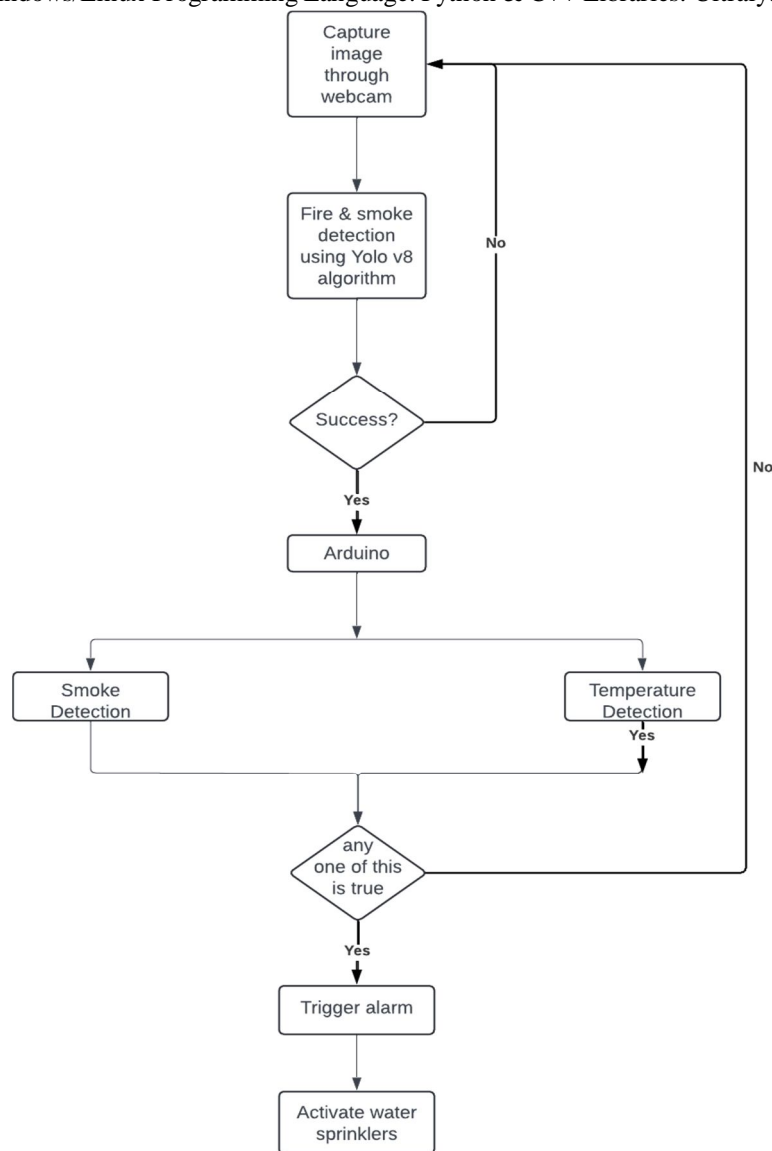 Capture
image
through
webcam
Fire & smoke
detection
using Yolo v8
algorithm
No
Success?
No
Yes
Arduino
Smoke
Detection
Temperature
Detection
Yes
any
one of this
is true
Yes
Trigger alarm
Activate water
sprinklers